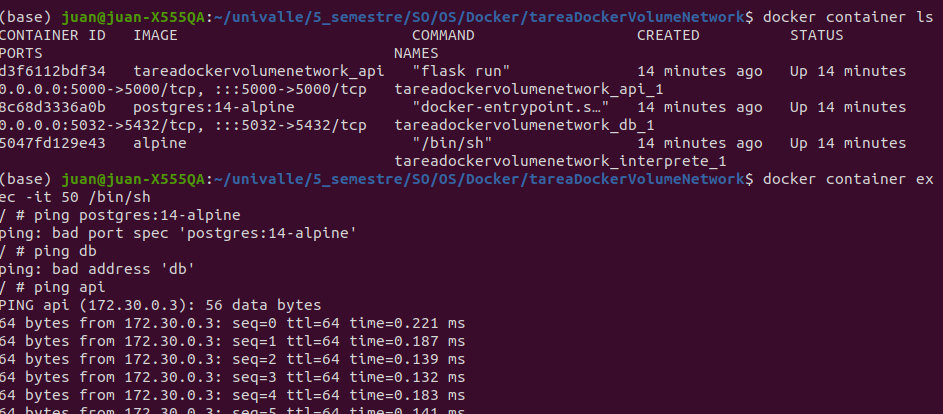 (base) juan@juan-X555QA:~/univalle/5_semestre/SO/OS/Docker/tareaDockerVolumeNetwork$ docker container ls
CONTAINER ID   IMAGE                          COMMAND                  CREATED          STATUS
PORTS                                       NAMES
d3f6112bdf34   tareadockervolumenetwork_api   "flask run"              14 minutes ago   Up 14 minutes
0.0.0.0:5000->5000/tcp, :::5000->5000/tcp   tareadockervolumenetwork_api_1
8c68d3336a0b   postgres:14-alpine             "docker-entrypoint.s…"   14 minutes ago   Up 14 minutes
0.0.0.0:5032->5432/tcp, :::5032->5432/tcp   tareadockervolumenetwork_db_1
5047fd129e43   alpine                         "/bin/sh"                14 minutes ago   Up 14 minutes
                                            tareadockervolumenetwork_interprete_1
(base) juan@juan-X555QA:~/univalle/5_semestre/SO/OS/Docker/tareaDockerVolumeNetwork$ docker container ex
ec -it 50 /bin/sh
/ # ping postgres:14-alpine
ping: bad port spec 'postgres:14-alpine'
/ # ping db
ping: bad address 'db'
/ # ping api
PING api (172.30.0.3): 56 data bytes
64 bytes from 172.30.0.3: seq=0 ttl=64 time=0.221 ms
64 bytes from 172.30.0.3: seq=1 ttl=64 time=0.187 ms
64 bytes from 172.30.0.3: seq=2 ttl=64 time=0.139 ms
64 bytes from 172.30.0.3: seq=3 ttl=64 time=0.132 ms
64 bytes from 172.30.0.3: seq=4 ttl=64 time=0.183 ms
64 bytes from 172.30.0.3: seq=5 ttl=64 time=0.141 ms